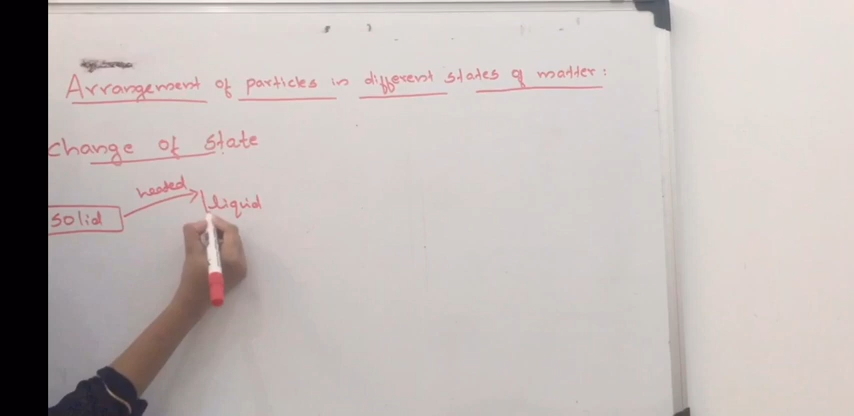 Arrangement of particles in different states of matter:
change of state
heated
solid
liquid